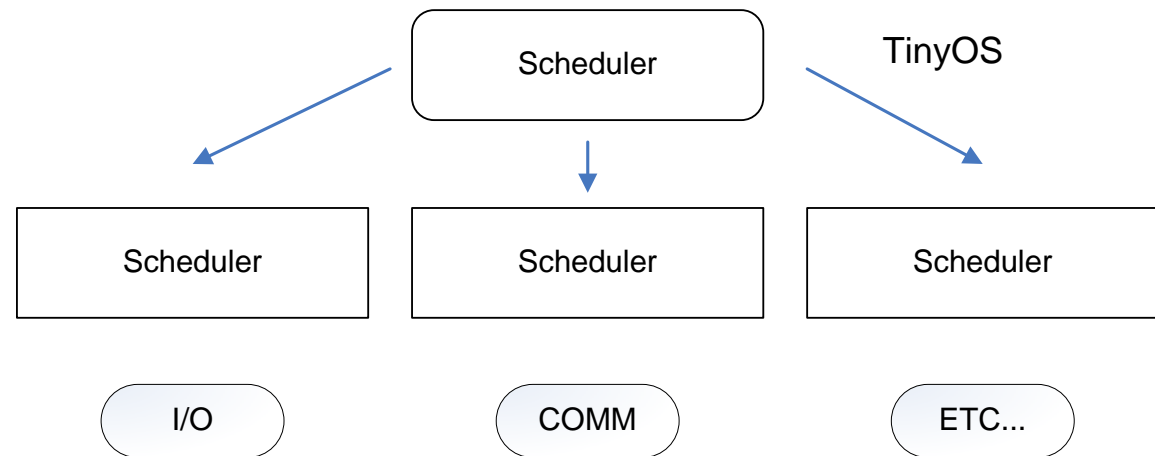 Scheduler
TinyOS
Scheduler
Scheduler
Scheduler
I/O
COMM
ETC...